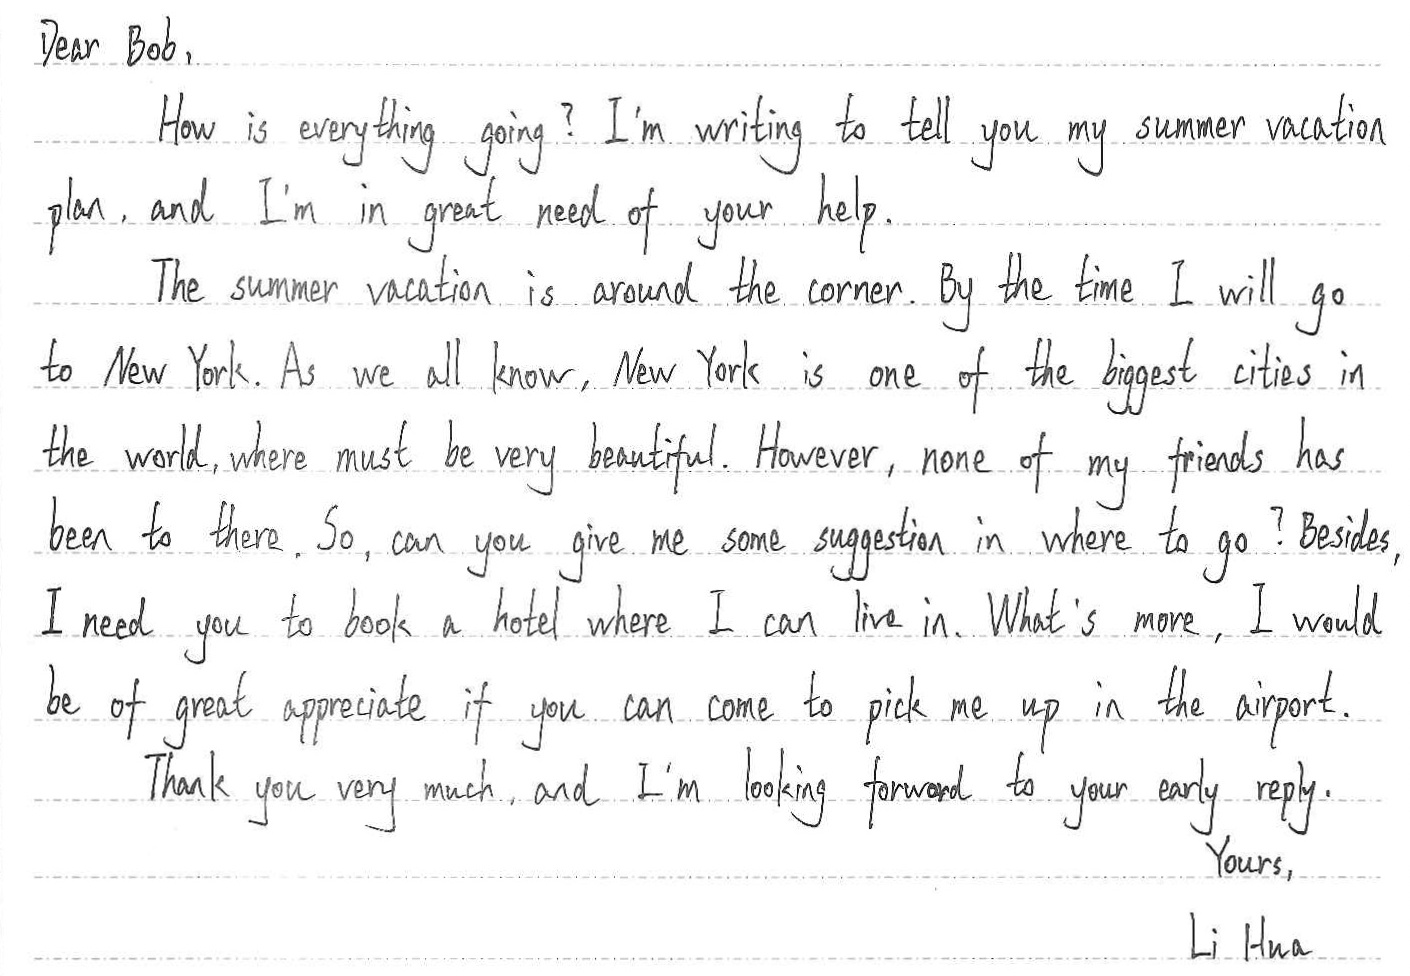 Dear Bob,
How is everything going? I'm writing to tell you my summer vacation
plan, and I'm in great need of your help.
The summer vacation is around the corner. By the time I will go
to New York. As we all know, New York is one of the biggest cities in
the world, where must be very beautiful. However, none of my friends has
been to there. So, can you give me some suggestion in where to go? Besides,
I need you to book a hotel where I can live in. What's more, I would
be of great appreciate if you can come to pick me up in the airport.
Thank you very much, and I'm looking forward to your early reply.
Yours,
Li Hua